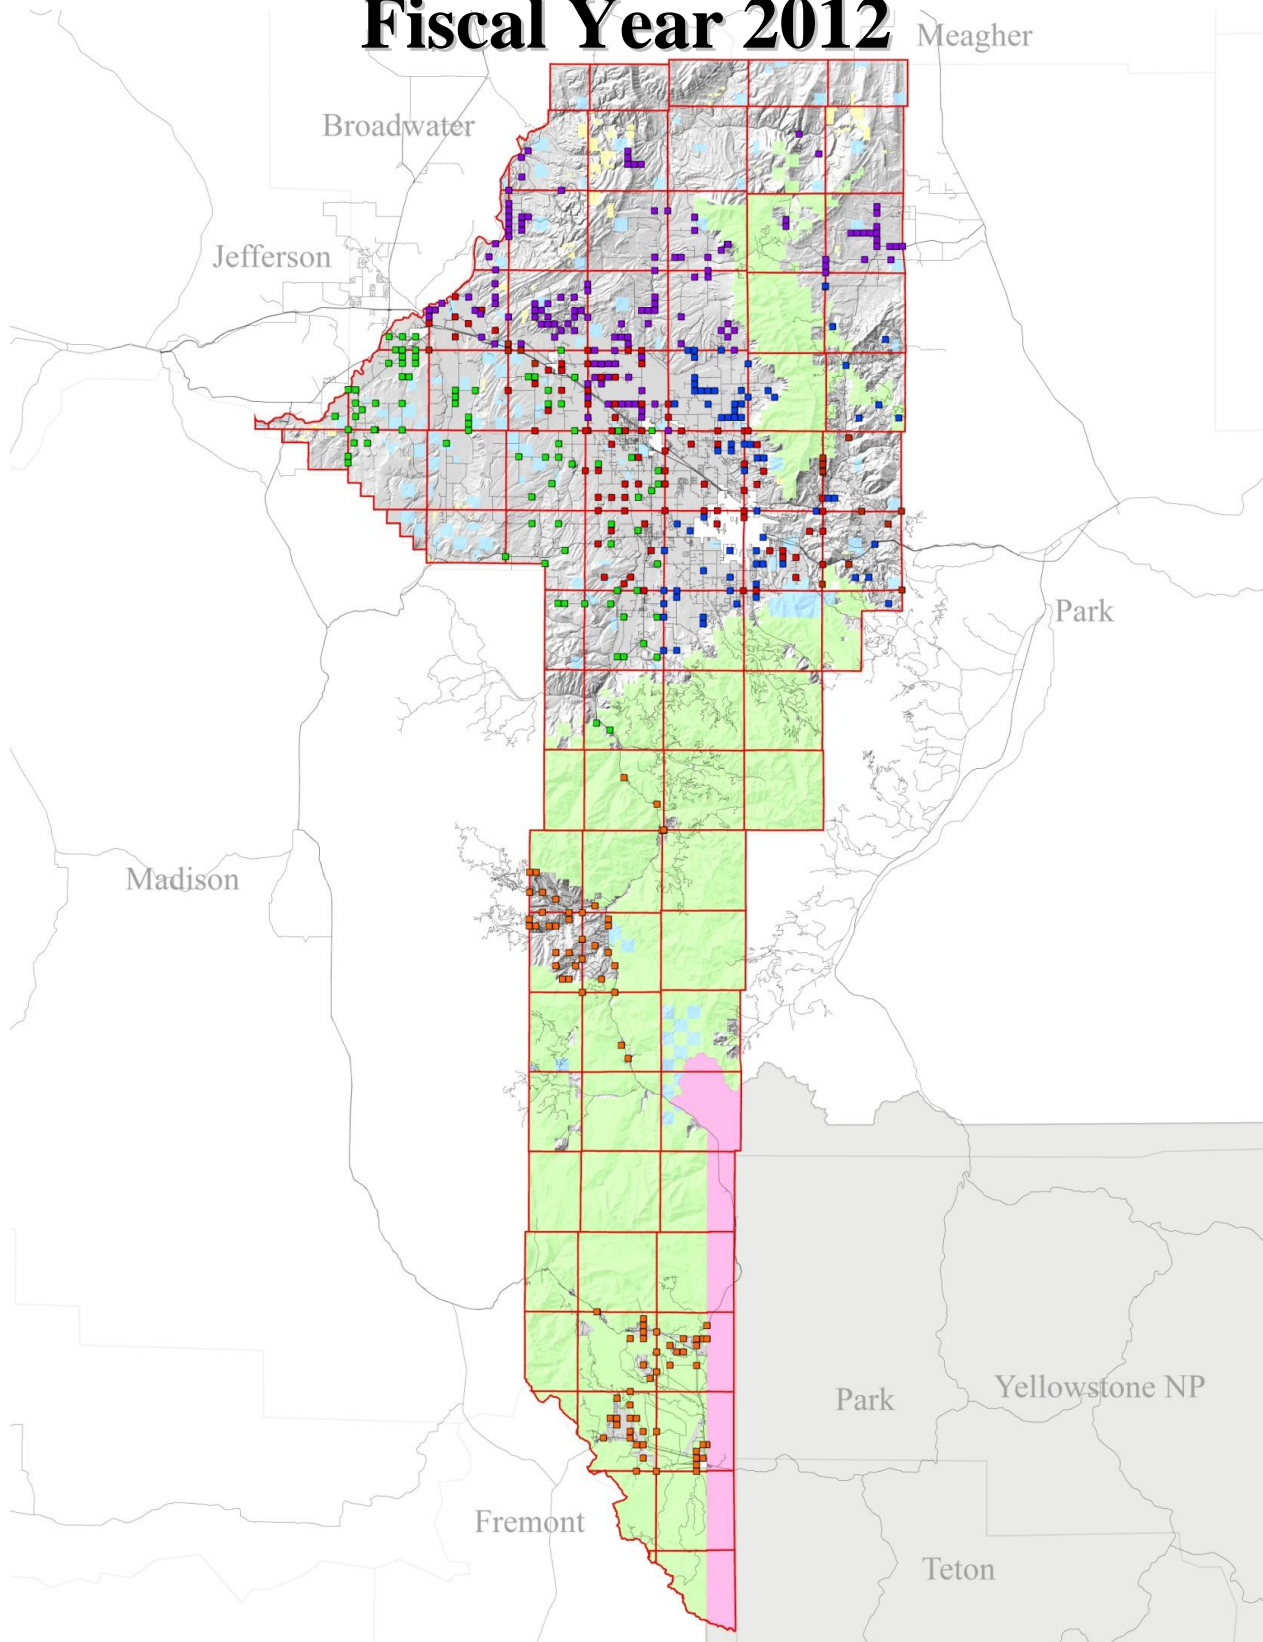 Fiscal Year 2012
Meagher
Broadwater
Jefferson
Park
Madison
Park
Yellowstone NP
Fremont
Teton